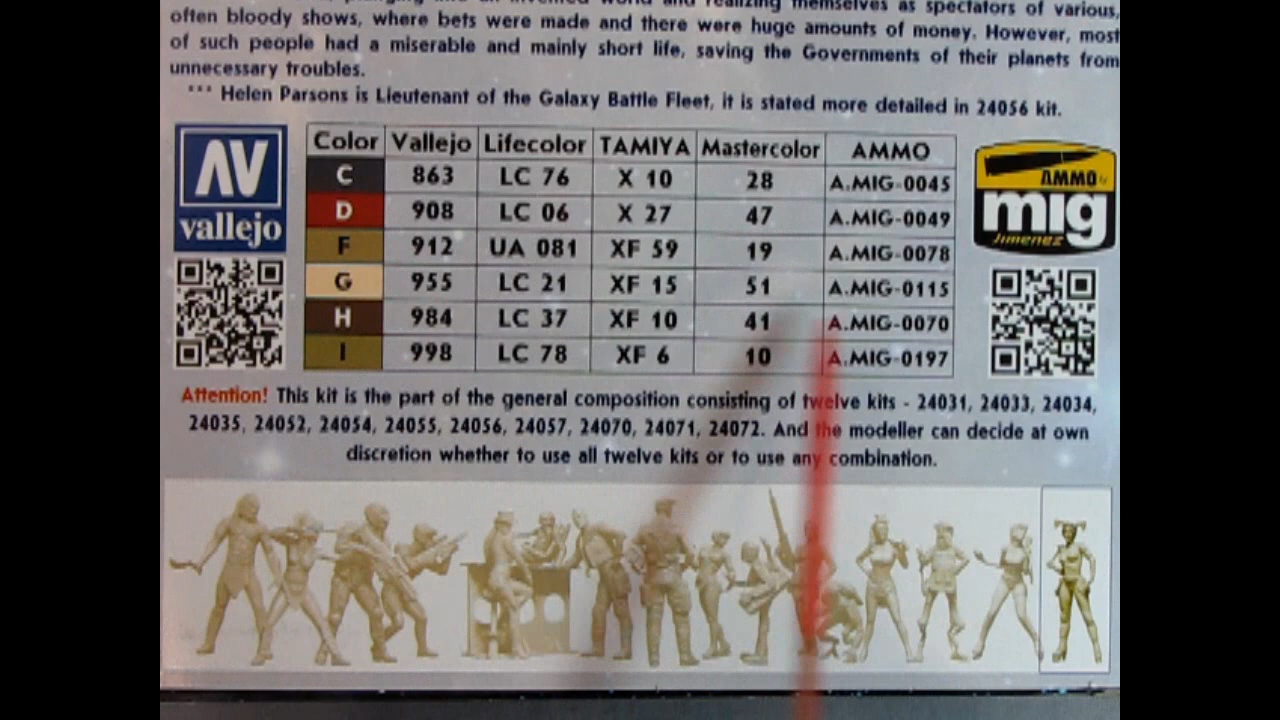 themselves as spectators of various,
often bloody shows, where bets were made and there were huge amounts of money. However, most
of such people had a miserable and mainly short life, saving the Governments of their planets from
unnecessary troubles.
*** Helen Parsons is Lieutenant of the Galaxy Battle Fleet, it is stated more detailed in 24056 kit.
AV
vallejo
Color Vallejo Lifecolor TAMIYA Mastercolor AMMO
C 863 LC 76 X 10 28 A.MIG-0045
D 908 LC 06 X 27 47 A.MIG-0049
F 912 UA 081 XF 59 19 A.MIG-0078
G 955 LC 21 XF 15 51 A.MIG-0115
H 984 LC 37 XF 10 41 A.MIG-0070
I 998 LC 78 XF 6 10 A.MIG-0197
AMMO
mig
Jimenez
Attention! This kit is the part of the general composition consisting of twelve kits - 24031, 24033, 24034,
24035, 24052, 24054, 24055, 24056, 24057, 24070, 24071, 24072. And the modeller can decide at own
discretion whether to use all twelve kits or to use any combination.